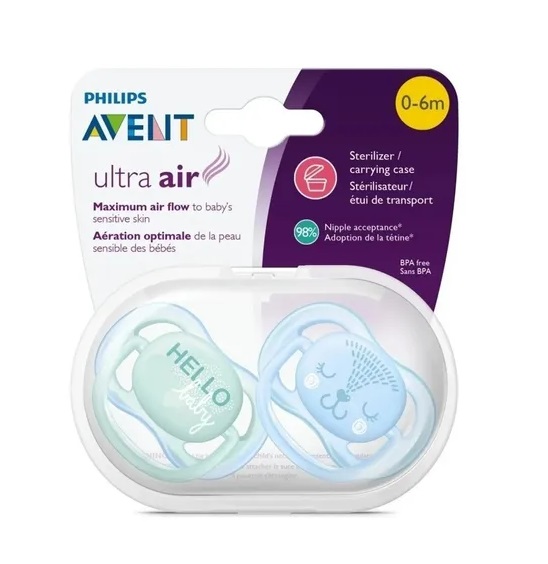 PHILIPS
AVENT
ultra air
Maximum air flow to baby's
sensitive skin
Aération optimale de la peau
sensible des bébés
0-6m
Sterilizer /
carrying case
Stérilisateur /
étui de transport
98%
Nipple acceptance*
Adoption de la tétine*
BPA free
Sans BPA
HELLO
baby